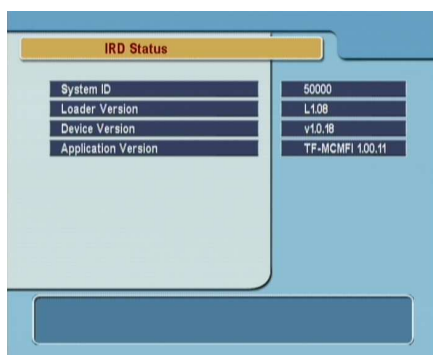 IRD Status
System ID 50000
Loader Version L1.08
Device Version v1.0.18
Application Version TF-MCMFI 1.00.11